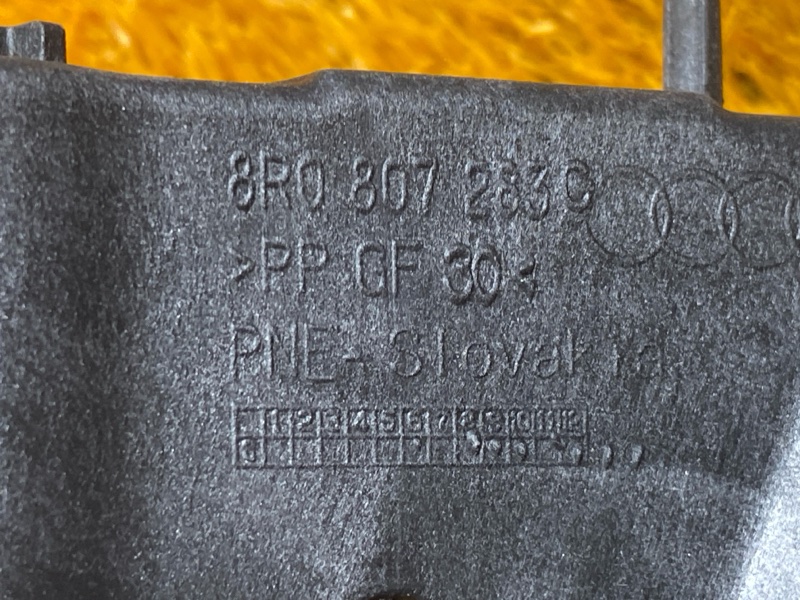 8R0 807 283 C
>PP GF 30<
PNE-Slovakia
1 2 3 4 5 6 7 8 9 10 11 12